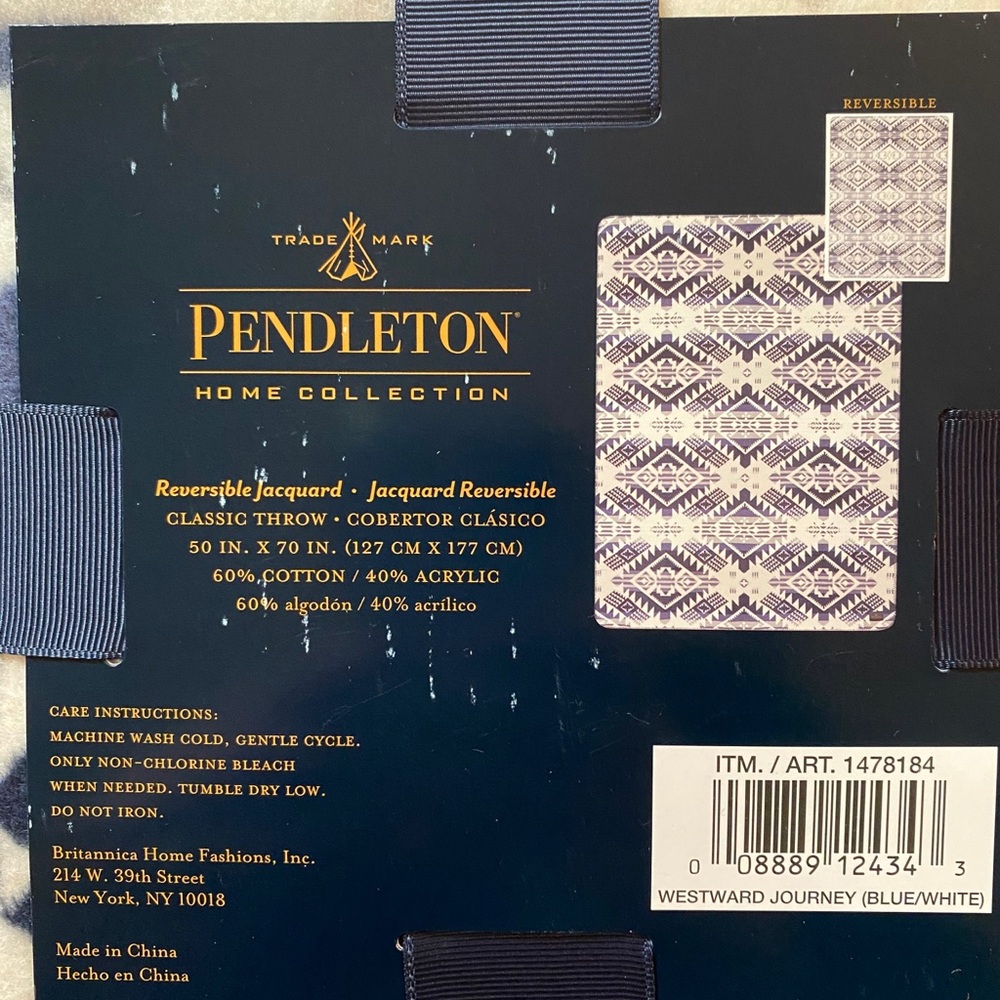 REVERSIBLE
TRADE MARK
PENDLETON®
HOME COLLECTION
Reversible Jacquard • Jacquard Reversible
CLASSIC THROW • COBERTOR CLÁSICO
50 IN. X 70 IN. (127 CM X 177 CM)
60% COTTON / 40% ACRYLIC
60% algodón / 40% acrílico
CARE INSTRUCTIONS:
MACHINE WASH COLD, GENTLE CYCLE.
ONLY NON-CHLORINE BLEACH
WHEN NEEDED. TUMBLE DRY LOW.
DO NOT IRON.
Britannica Home Fashions, Inc.
214 W. 39th Street
New York, NY 10018
Made in China
Hecho en China
ITM. / ART. 1478184
0 08889 12434 3
WESTWARD JOURNEY (BLUE/WHITE)